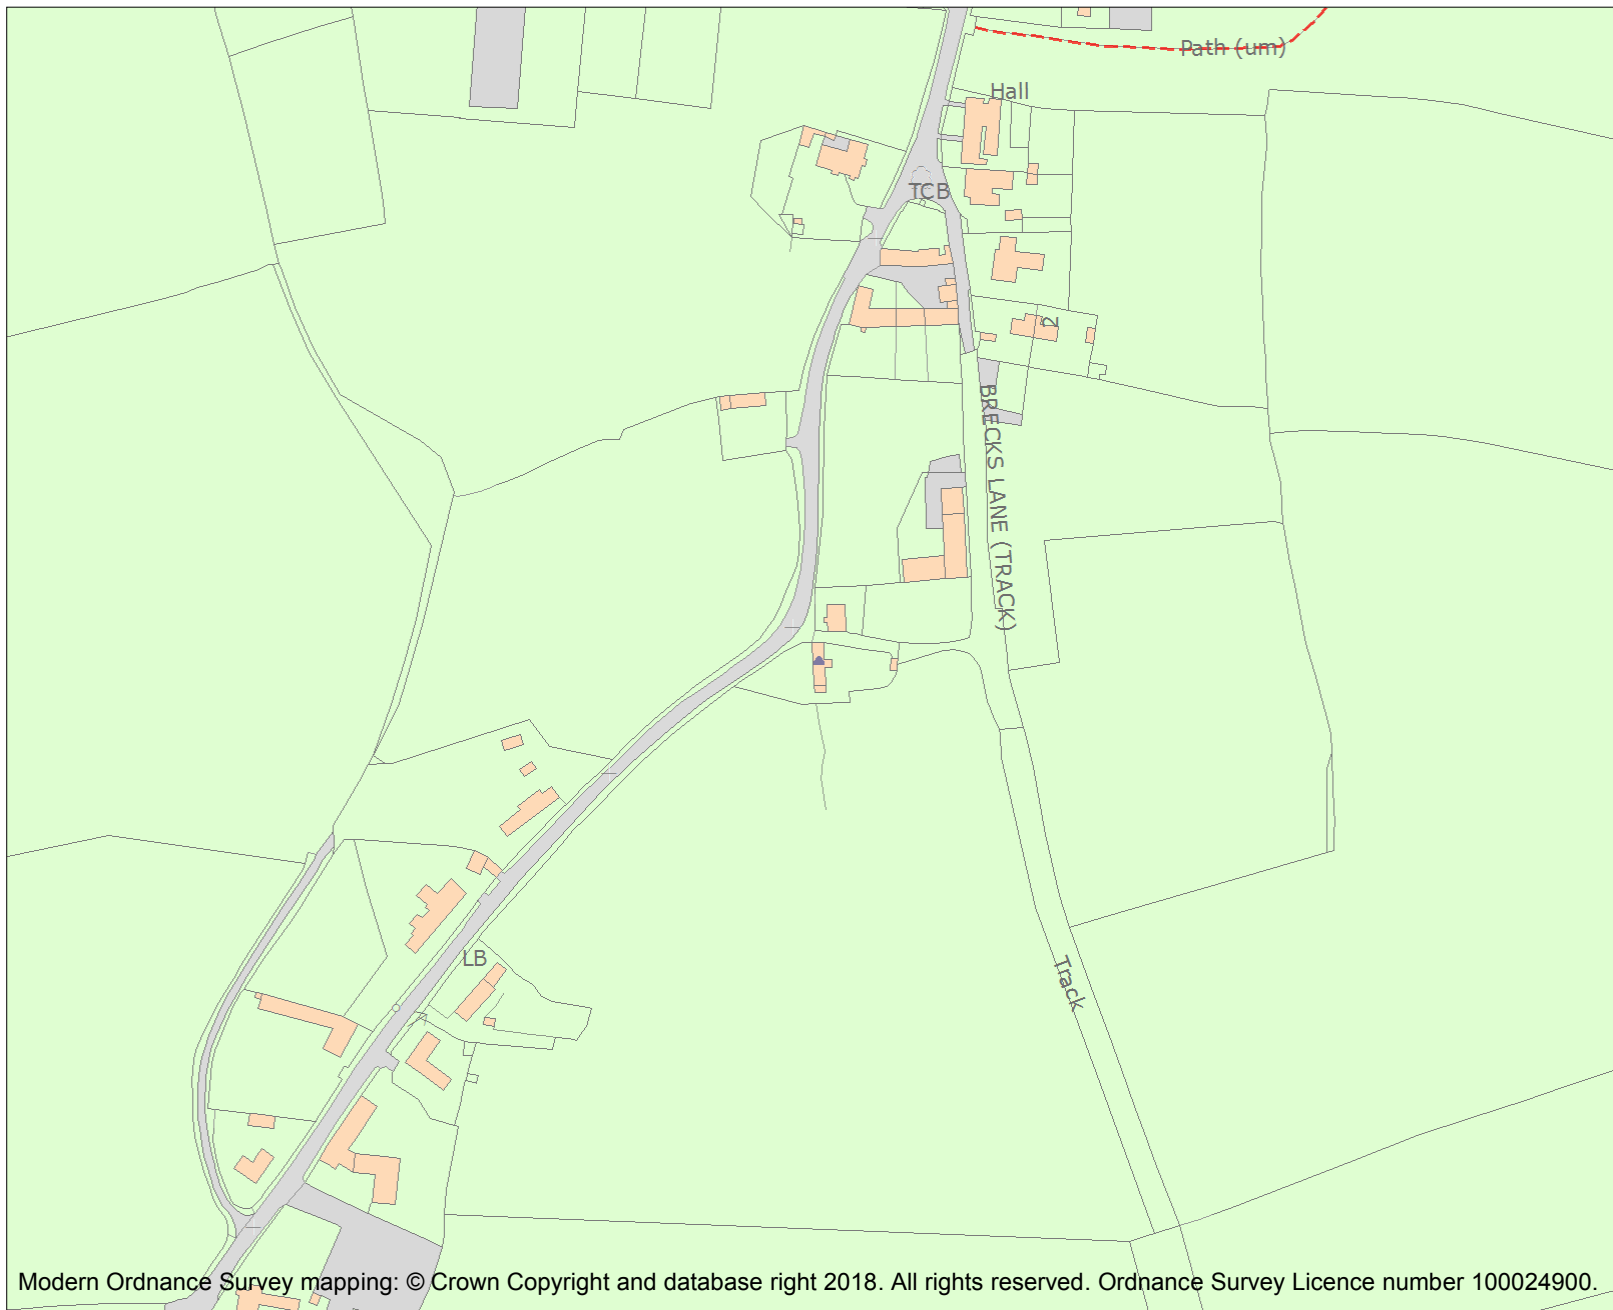 Path (um)
Hall
TCB
2
BRECKS LANE (TRACK)
LB
Track
Modern Ordnance Survey mapping: © Crown Copyright and database right 2018. All rights reserved. Ordnance Survey Licence number 100024900.